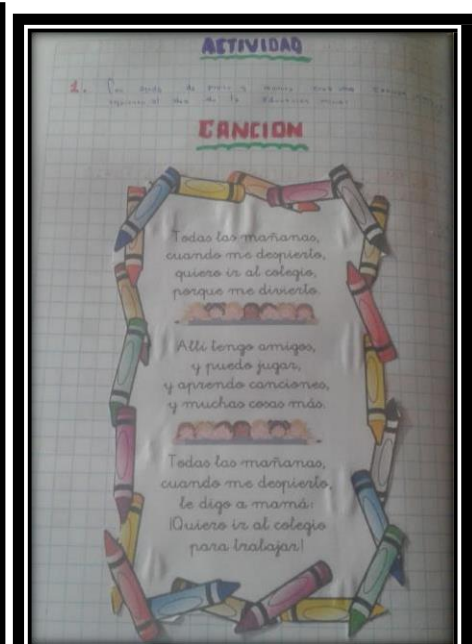 ACTIVIDAD
1.
CANCION
Todas las mañanas,
cuando me despierto,
quiero ir al colegio,
porque me divierto.
Allí tengo amigos,
y puedo jugar,
y aprendo canciones,
y muchas cosas más.
Todas las mañanas,
cuando me despierto,
le digo a mamá:
¡Quiero ir al colegio
para trabajar!